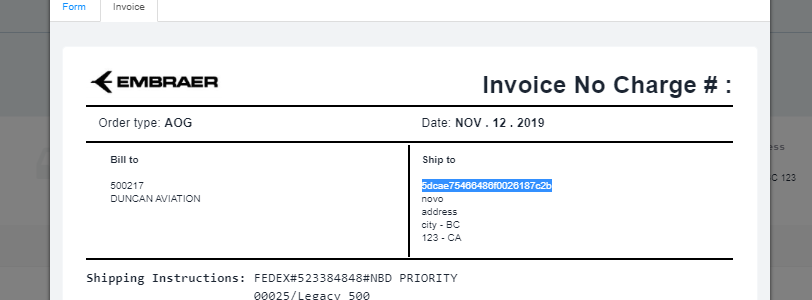 Form Invoice
EMBRAER
Invoice No Charge # :
Order type: AOG
Date: NOV . 12 . 2019
Bill to
500217
DUNCAN AVIATION
Ship to
5dcae75466486f0026187c2b
novo
address
city - BC
123 - CA
ess
C 123
Shipping Instructions: FEDEX#523384848#NBD PRIORITY
00025/Legacy 500